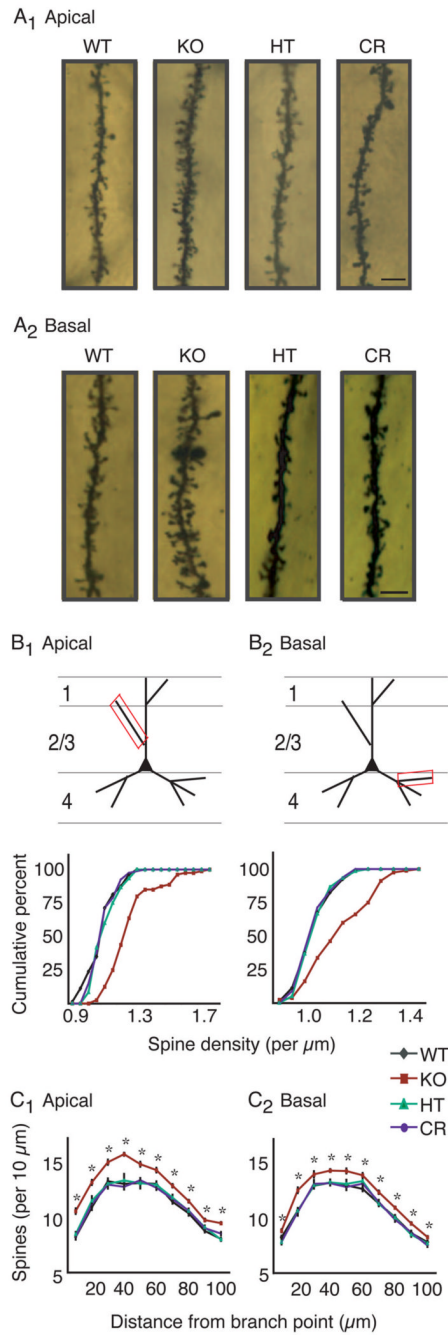 A1 Apical
WT KO HT CR
A2 Basal
WT KO HT CR
B1 Apical B2 Basal
1 1
2/3 2/3
4 4
Cumulative percent
100 100
75 75
50 50
25 25
0.9 1.3 1.7 1.0 1.2 1.4
Spine density (per µm)
WT
KO
HT
CR
C1 Apical C2 Basal
Spines (per 10 µm)
* * * * * * * * * * * * * * * * * * * *
15 15
10 10
5 5
20 40 60 80 100 20 40 60 80 100
Distance from branch point (µm)